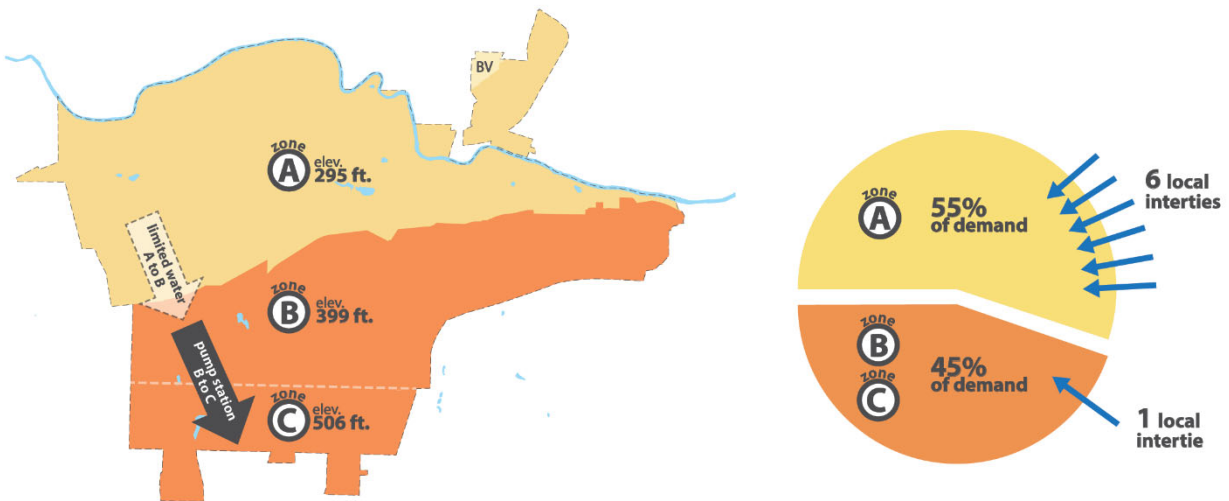 BV
zone
A
elev.
295 ft.
limited water
A to B
zone
B
elev.
399 ft.
pump station
B to C
zone
C
elev.
506 ft.
zone
A
55%
of demand
6 local
interties
zone
B
zone
C
45%
of demand
1 local
intertie